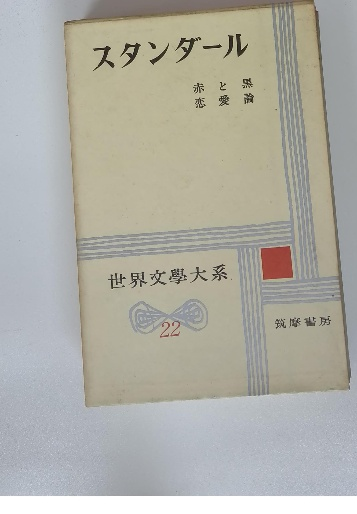 スタンダール
赤と黒
恋愛論
世界文學大系
22
筑摩書房